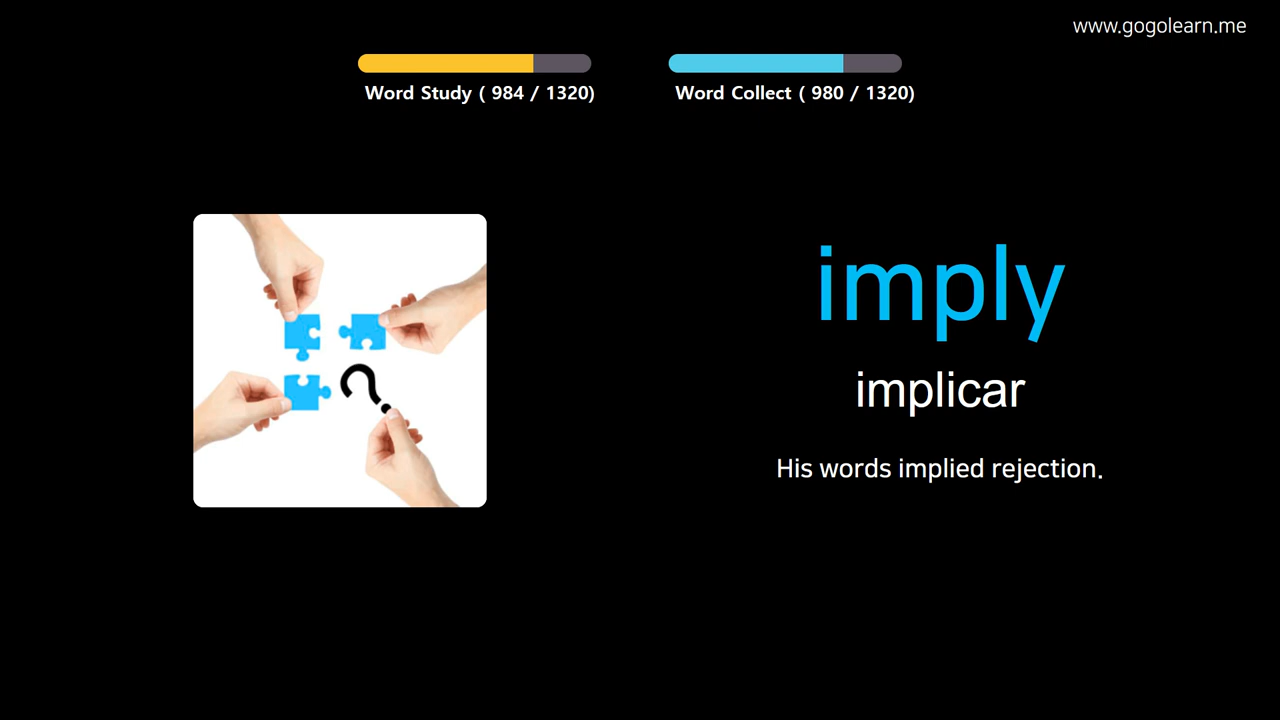 www.gogolearn.me
Word Study ( 984 / 1320)
Word Collect ( 980 / 1320)
imply
implicar
?
His words implied rejection.